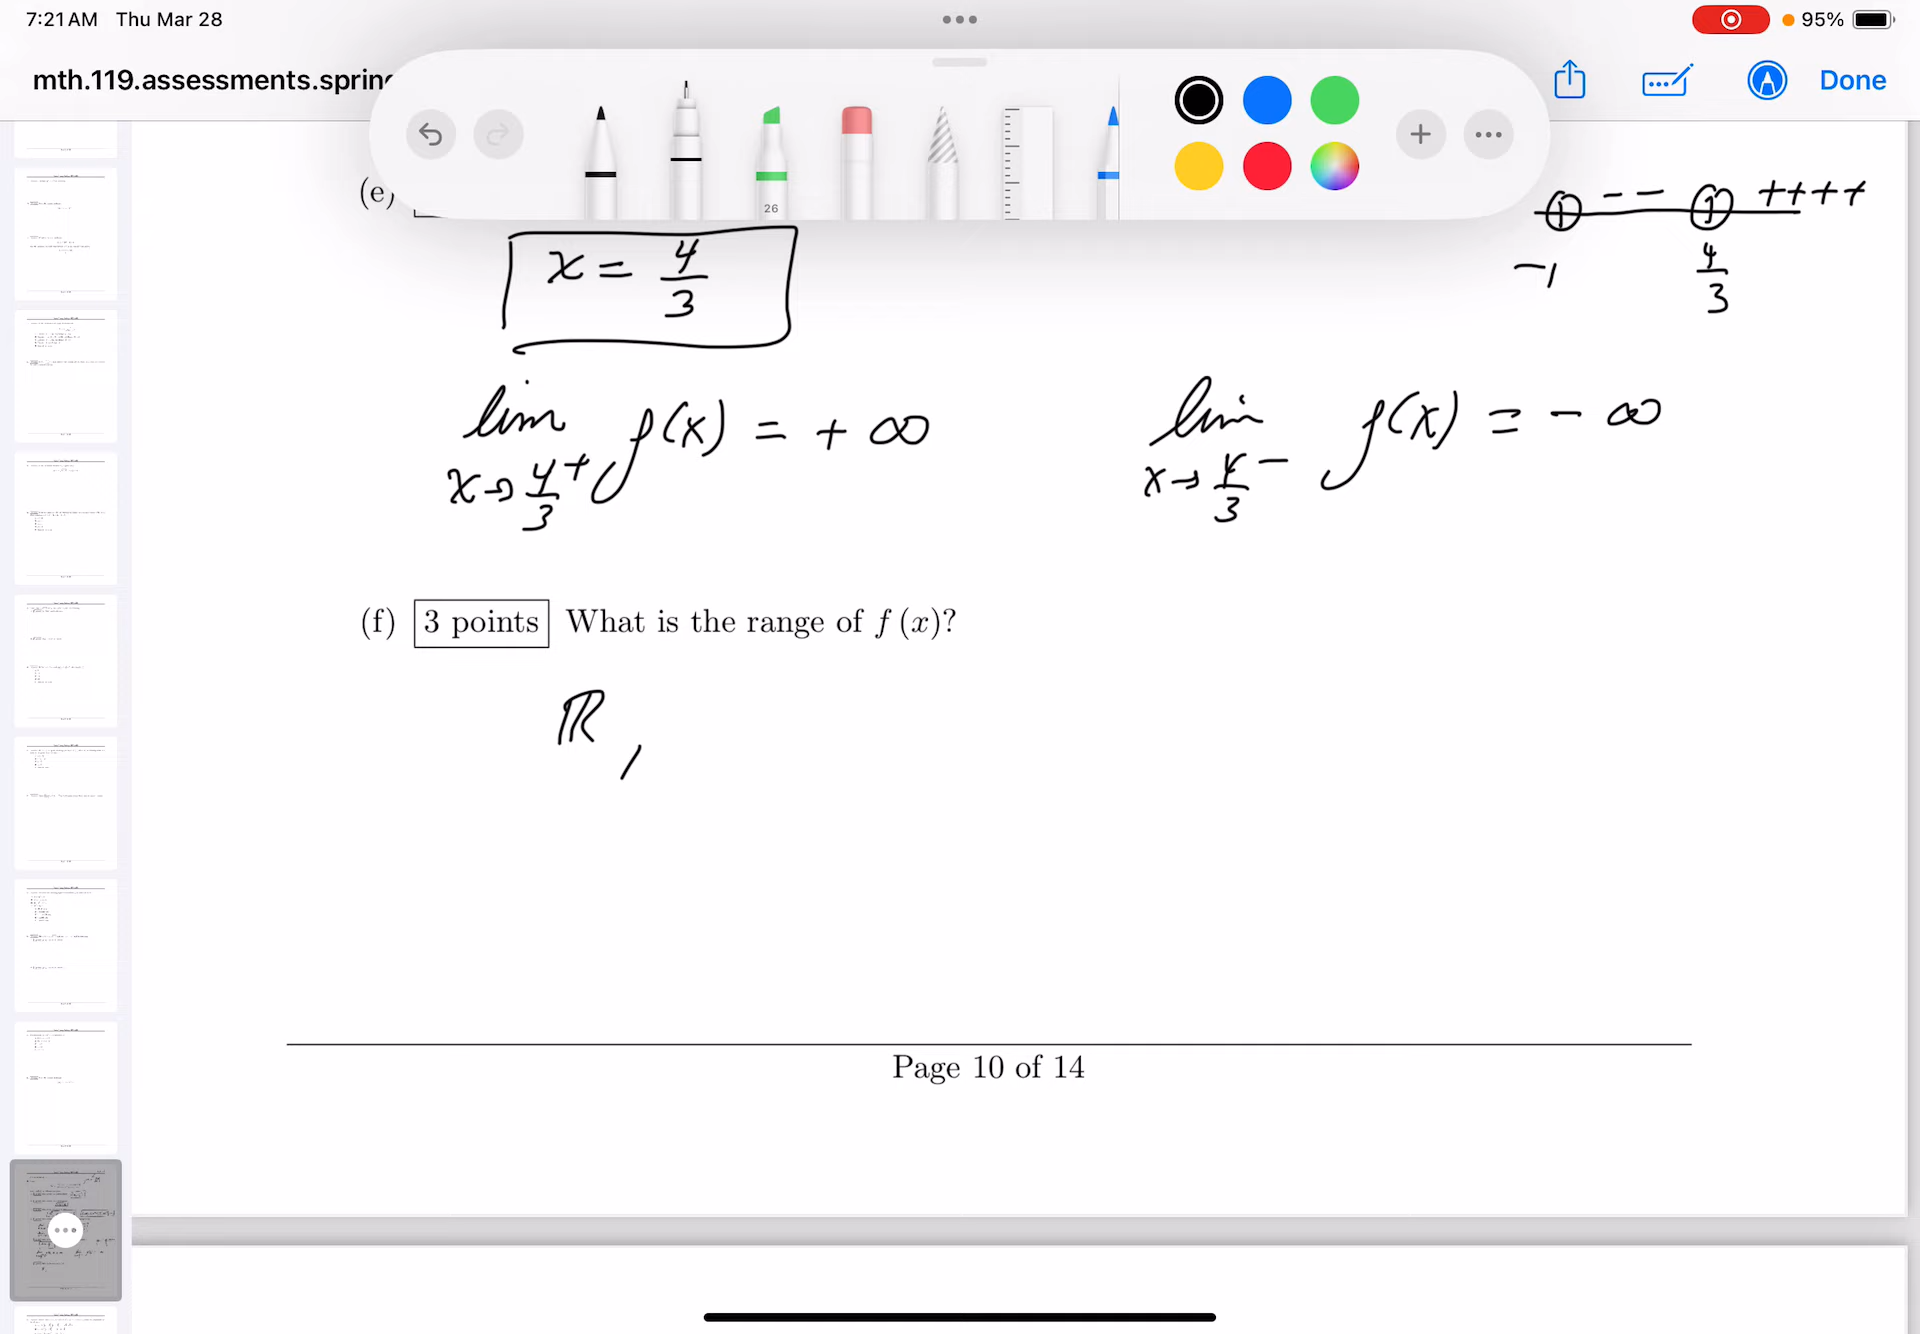 7:21 AM Thu Mar 28
95%
mth.119.assessments.spring
Done
26
(e)
- - ++++
-1 4/3
x = 4/3
lim x→4/3+ f(x) = +∞
lim x→4/3- f(x) = -∞
(f) 3 points What is the range of f (x)?
ℝ,
Page 10 of 14